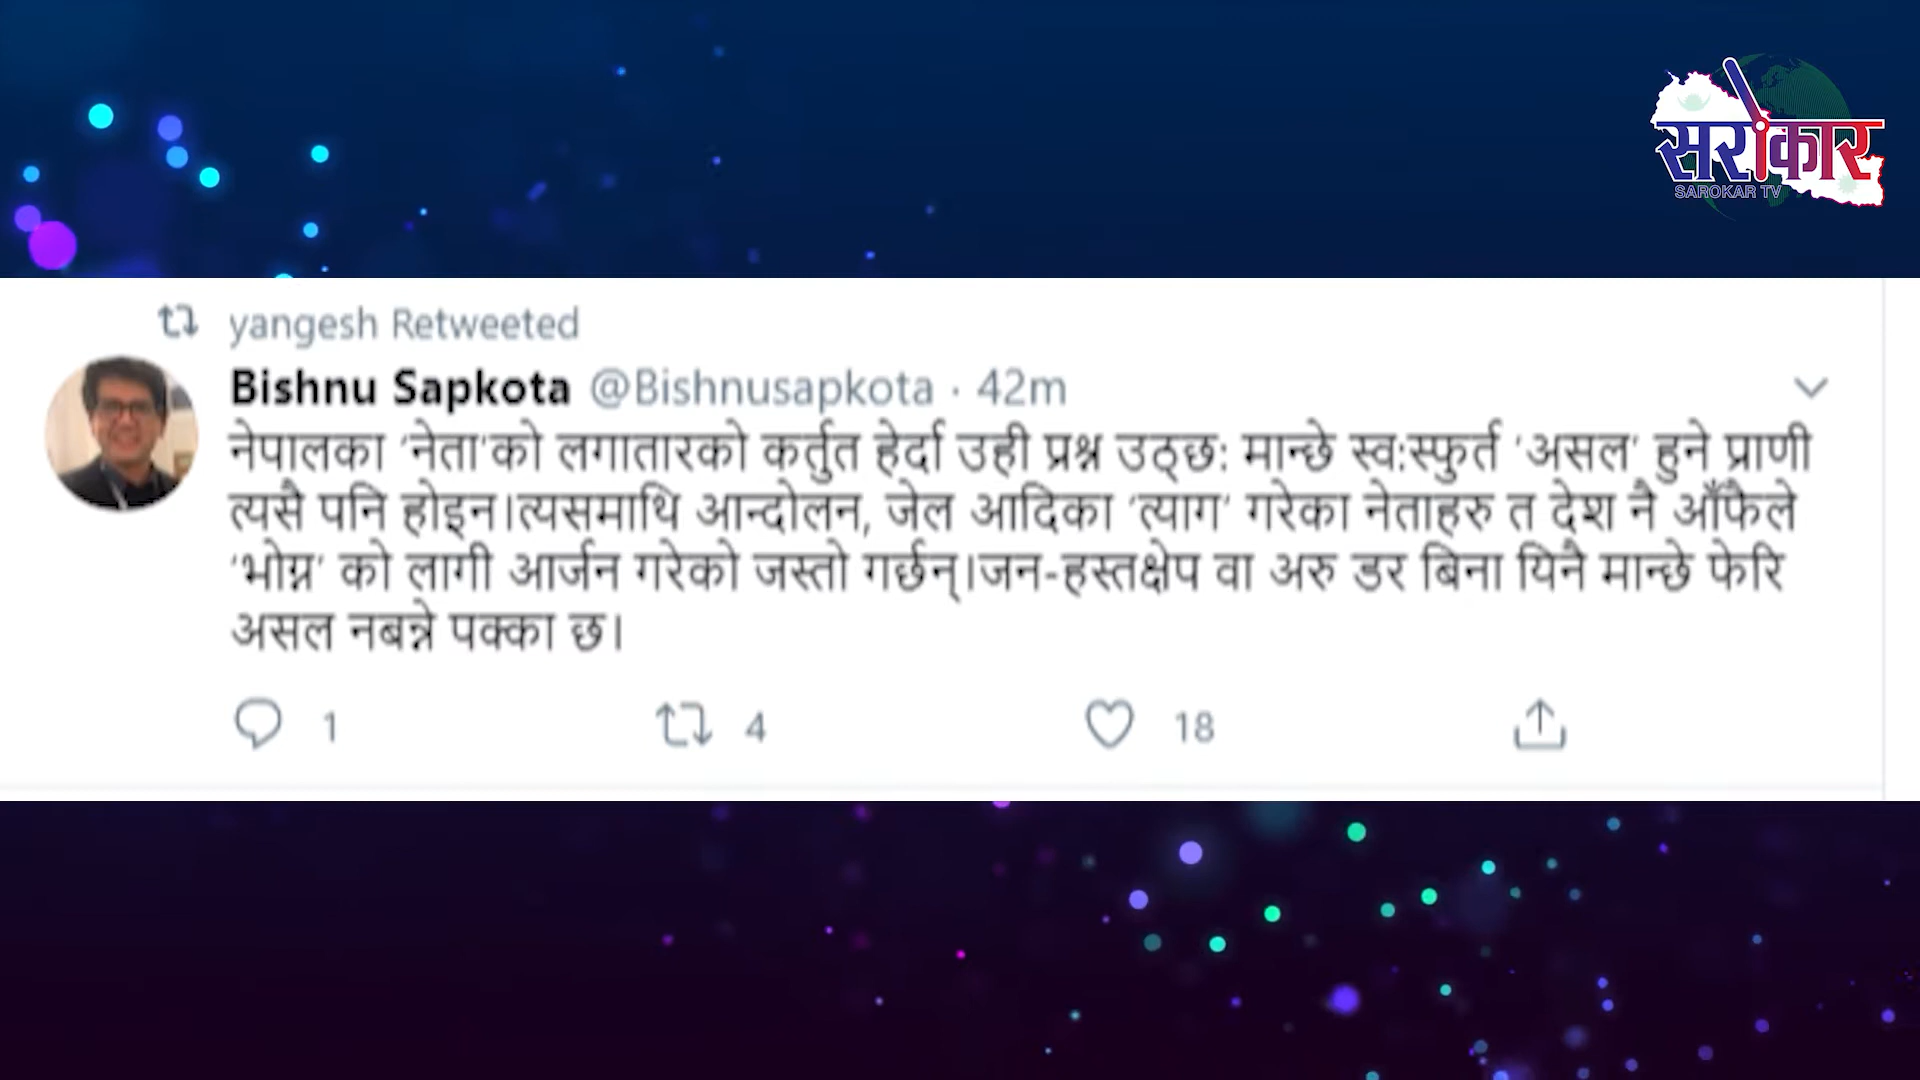 सरोकार
SAROKAR TV
yangesh Retweeted
Bishnu Sapkota @Bishnusapkota · 42m
नेपालका 'नेता'को लगातारको कर्तुत हेर्दा उही प्रश्न उठ्छ: मान्छे स्व:स्फुर्त 'असल' हुने प्राणी
त्यसै पनि होइन।त्यसमाथि आन्दोलन, जेल आदिका 'त्याग' गरेका नेताहरु त देश नै आँफैले
'भोग्न' को लागी आर्जन गरेको जस्तो गर्छन्।जन-हस्तक्षेप वा अरु डर बिना यिनै मान्छे फेरि
असल नबन्ने पक्का छ।
1 4 18